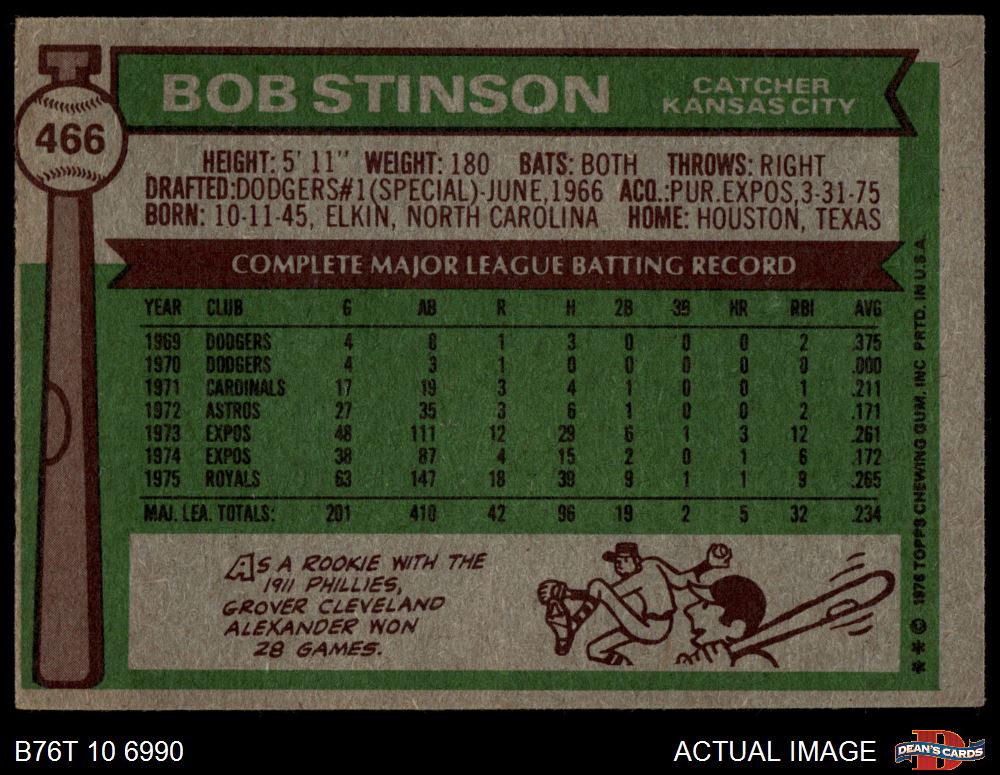 BOB STINSON
CATCHER
KANSAS CITY
466
HEIGHT: 5' 11" WEIGHT: 180 BATS: BOTH THROWS: RIGHT
DRAFTED:DODGERS#1(SPECIAL)-JUNE,1966 ACQ.:PUR.EXPOS,3-31-75
BORN: 10-11-45, ELKIN, NORTH CAROLINA HOME: HOUSTON, TEXAS
COMPLETE MAJOR LEAGUE BATTING RECORD
YEAR CLUB G AB R H 2B 3B HR RBI AVG
1969 DODGERS 4 8 1 3 0 0 0 2 .375
1970 DODGERS 4 3 1 0 0 0 0 0 .000
1971 CARDINALS 17 19 3 4 1 0 0 1 .211
1972 ASTROS 27 35 3 6 1 0 0 2 .171
1973 EXPOS 48 111 12 29 6 1 3 12 .261
1974 EXPOS 38 87 4 15 2 0 1 6 .172
1975 ROYALS 63 147 18 39 9 1 1 9 .265
MAJ. LEA. TOTALS: 201 410 42 96 19 2 5 32 .234
AS A ROOKIE WITH THE
1911 PHILLIES,
GROVER CLEVELAND
ALEXANDER WON
28 GAMES.
** © 1976 TOPPS CHEWING GUM, INC. PRTD. IN U.S.A.
B76T 10 6990
ACTUAL IMAGE
D
DEAN'S CARDS